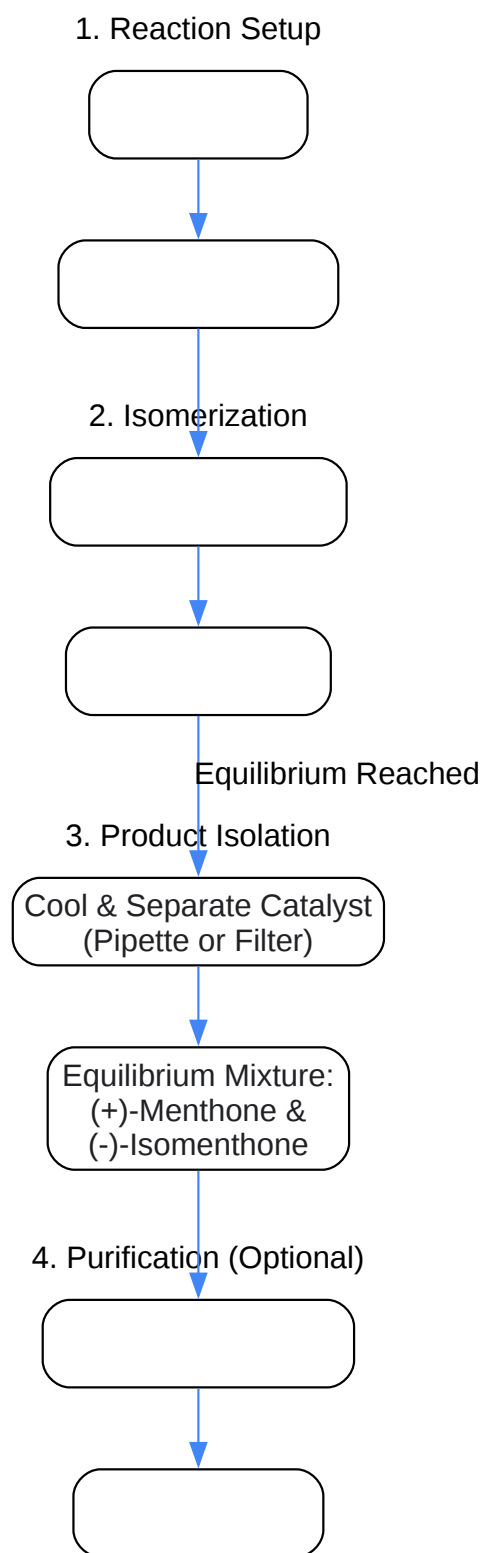 1. Reaction Setup
2. Isomerization
Equilibrium Reached
3. Product Isolation
Cool & Separate Catalyst
(Pipette or Filter)
Equilibrium Mixture:
(+)-Menthone &
(-)-Isomenthone
4. Purification (Optional)